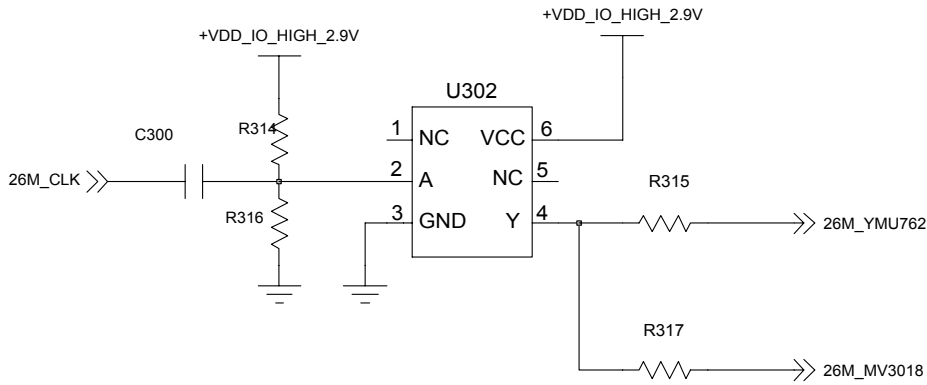 +VDD_IO_HIGH_2.9V
+VDD_IO_HIGH_2.9V
U302
C300
R314
1 NC VCC 6
26M_CLK
2 A NC 5
R315
R316
3 GND Y 4
26M_YMU762
R317
26M_MV3018